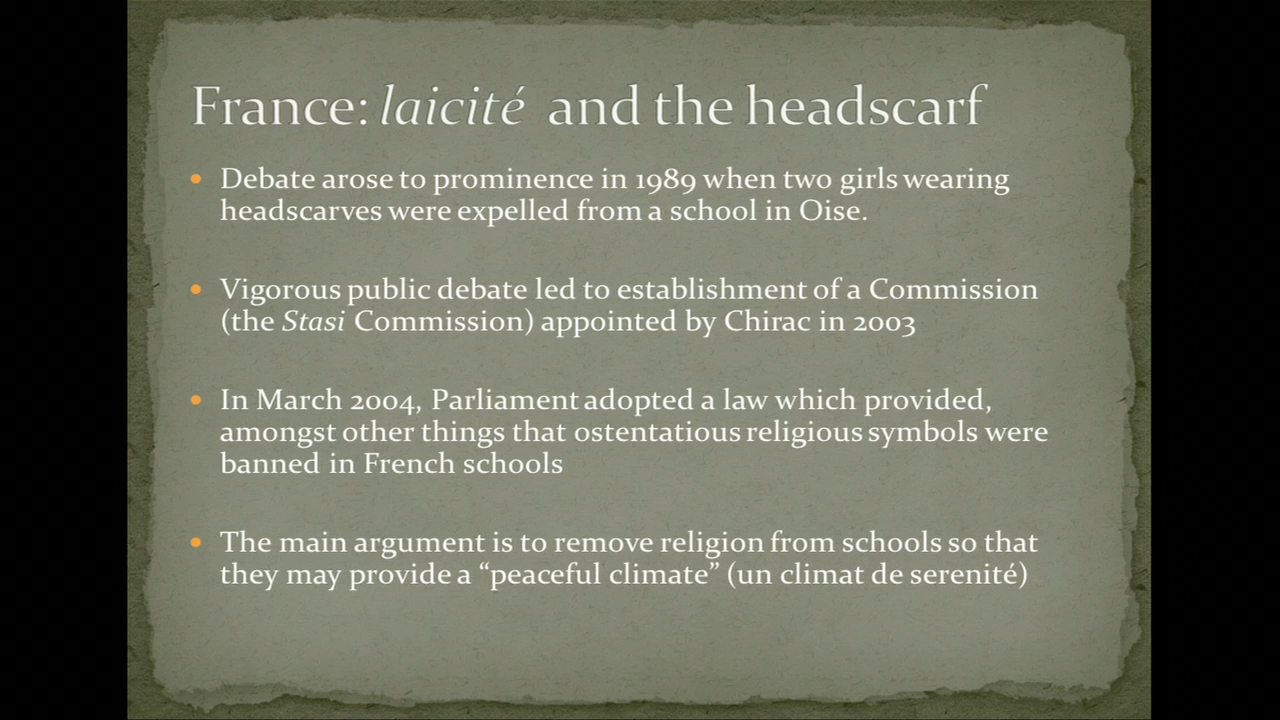 France: laicité and the headscarf
Debate arose to prominence in 1989 when two girls wearing
headscarves were expelled from a school in Oise.
Vigorous public debate led to establishment of a Commission
(the Stasi Commission) appointed by Chirac in 2003
In March 2004, Parliament adopted a law which provided,
amongst other things that ostentatious religious symbols were
banned in French schools
The main argument is to remove religion from schools so that
they may provide a “peaceful climate” (un climat de serenité)